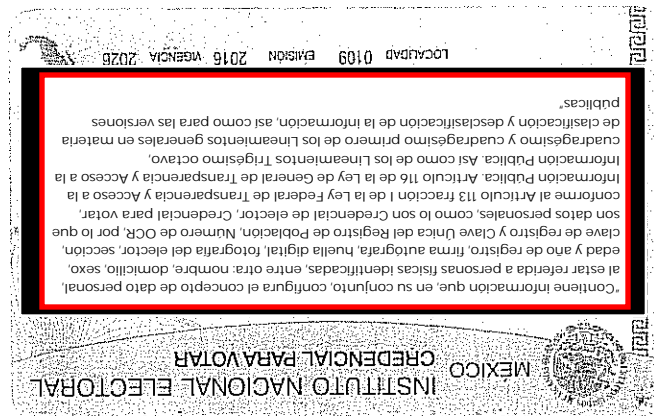 MÉXICO
INSTITUTO NACIONAL ELECTORAL
CREDENCIAL PARA VOTAR
"Contiene información que, en su conjunto, configura el concepto de dato personal,
al estar referida a personas físicas identificadas, entre otra: nombre, domicilio, sexo,
edad y año de registro, firma autógrafa, huella digital, fotografía del elector, sección,
clave de registro y Clave Única del Registro de Población, Número de OCR, por lo que
son datos personales, como lo son Credencial de elector, Credencial para votar,
conforme al Artículo 113 fracción I de la Ley Federal de Transparencia y Acceso a la
Información Pública. Artículo 116 de la Ley de General de Transparencia y Acceso a la
Información Pública. Así como de los Lineamientos Trigésimo octavo,
cuadragésimo y cuadragésimo primero de los Lineamientos generales en materia
de clasificación y desclasificación de la información, así como para las versiones
públicas"
LOCALIDAD 0109 EMISIÓN 2016 VIGENCIA 2026